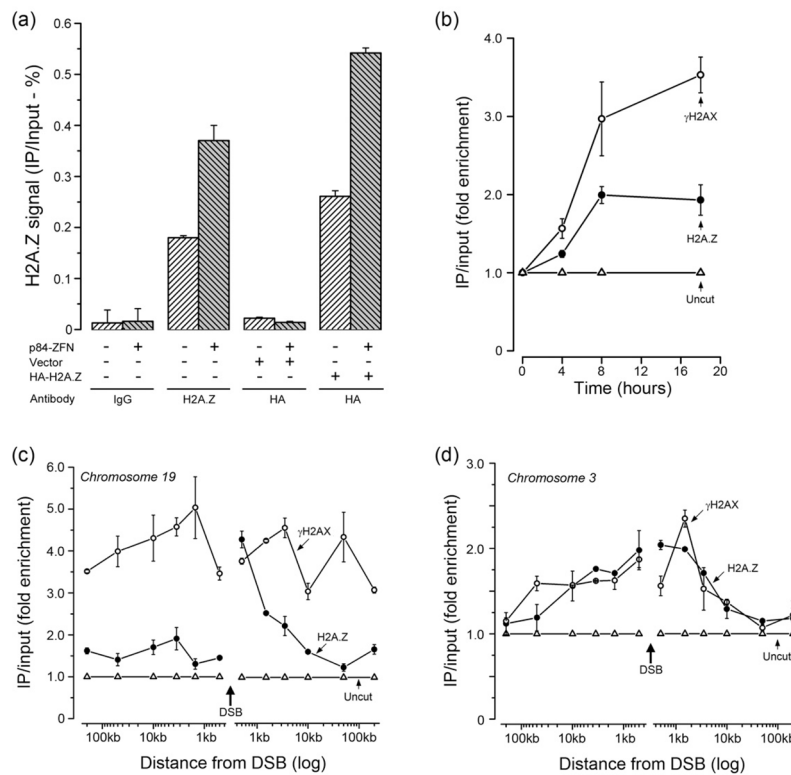 (a)
H2A.Z signal (IP/Input - %)
0.6
0.5
0.4
0.3
0.2
0.1
0
p84-ZFN - + - + - + - +
Vector - - - - + + - -
HA-H2A.Z - - - - - - + +
Antibody IgG H2A.Z HA HA
(b)
IP/input (fold enrichment)
4.0
3.0
2.0
1.0
0
γH2AX
H2A.Z
Uncut
0 4 8 12 16 20
Time (hours)
(c)
Chromosome 19
IP/input (fold enrichment)
6.0
5.0
4.0
3.0
2.0
1.0
0
γH2AX
H2A.Z
Uncut
DSB
100kb 10kb 1kb 1kb 10kb 100kb
Distance from DSB (log)
(d)
Chromosome 3
IP/input (fold enrichment)
3.0
2.0
1.0
0
γH2AX
H2A.Z
Uncut
DSB
100kb 10kb 1kb 1kb 10kb 100kb
Distance from DSB (log)